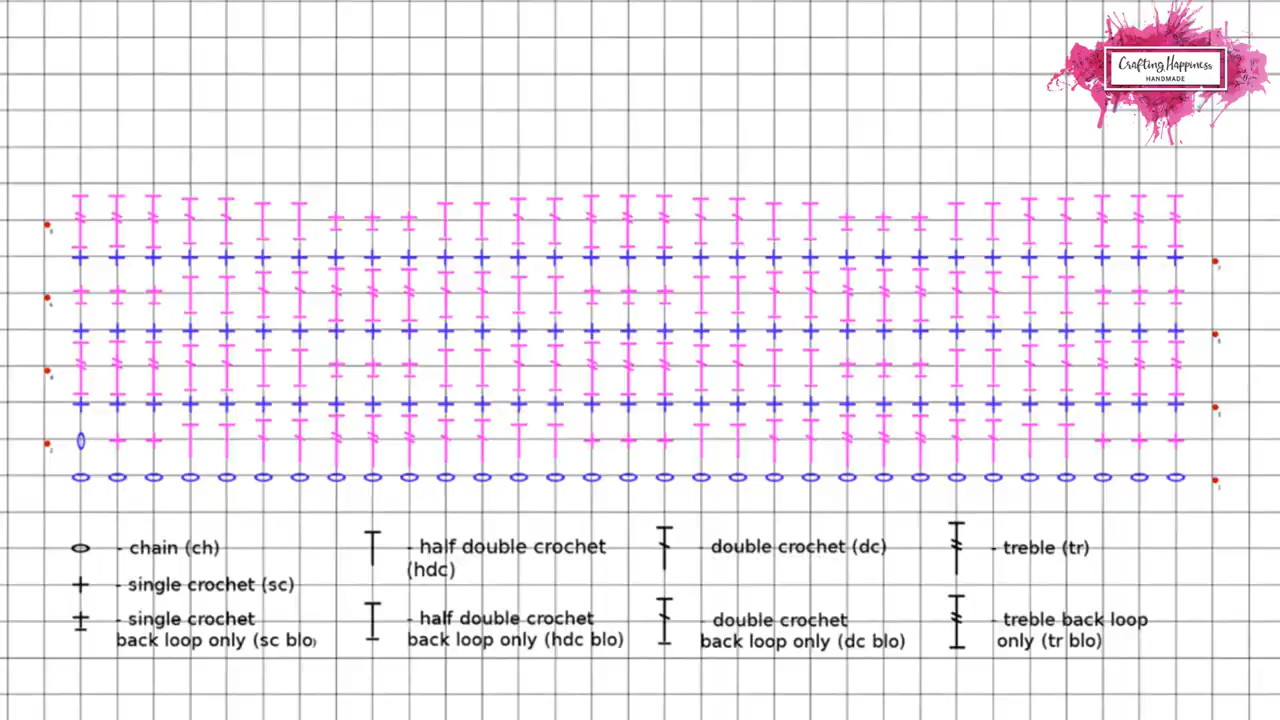 Crafting Happiness
HANDMADE
- chain (ch)
- single crochet (sc)
- single crochet
back loop only (sc blo)
- half double crochet
(hdc)
- half double crochet
back loop only (hdc blo)
- double crochet (dc)
- double crochet
back loop only (dc blo)
- treble (tr)
- treble back loop
only (tr blo)